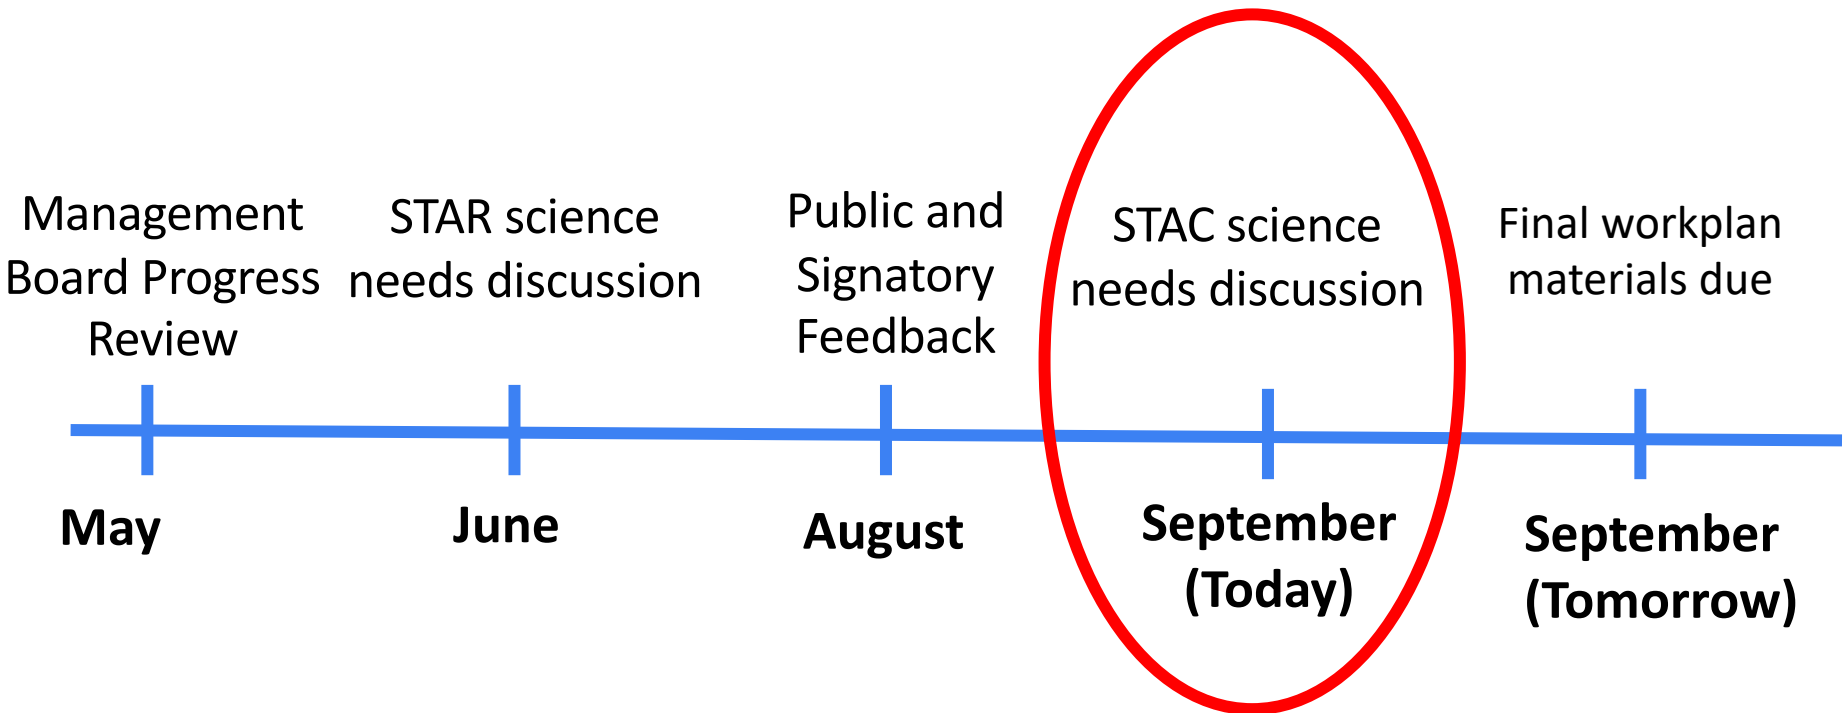 Management
Board Progress
Review
STAR science
needs discussion
Public and
Signatory
Feedback
STAC science
needs discussion
Final workplan
materials due
May
June
August
September
(Today)
September
(Tomorrow)